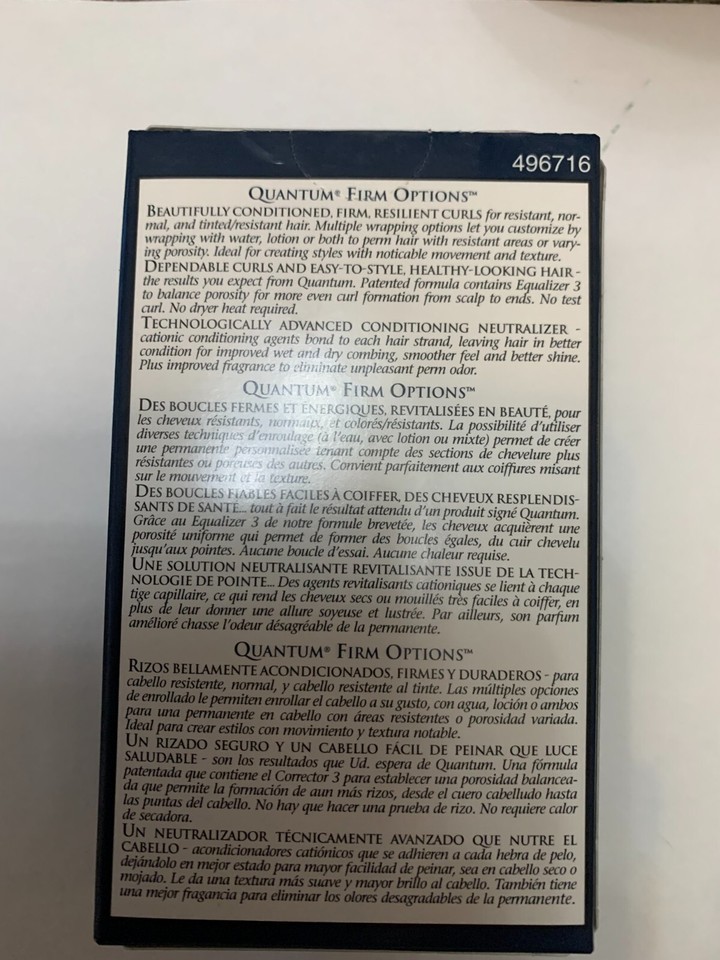 496716
QUANTUM® FIRM OPTIONS™
BEAUTIFULLY CONDITIONED, FIRM, RESILIENT CURLS for resistant, nor-
mal, and tinted/resistant hair. Multiple wrapping options let you customize by
wrapping with water, lotion or both to perm hair with resistant areas or vary-
ing porosity. Ideal for creating styles with noticable movement and texture.
DEPENDABLE CURLS AND EASY-TO-STYLE, HEALTHY-LOOKING HAIR -
the results you expect from Quantum. Patented formula contains Equalizer 3
to balance porosity for more even curl formation from scalp to ends. No test
curl. No dryer heat required.
TECHNOLOGICALLY ADVANCED CONDITIONING NEUTRALIZER -
cationic conditioning agents bond to each hair strand, leaving hair in better
condition for improved wet and dry combing, smoother feel and better shine.
Plus improved fragrance to eliminate unpleasant perm odor.
QUANTUM® FIRM OPTIONS™
DES BOUCLES FERMES ET ÉNERGIQUES, REVITALISÉES EN BEAUTÉ, pour
les cheveux résistants, normaux, et colorés/résistants. La possibilité d'utiliser
diverses techniques d'enroulage (à l'eau, avec lotion ou mixte) permet de créer
une permanente personnalisée tenant compte des sections de chevelure plus
résistantes ou poreuses des autres. Convient parfaitement aux coiffures misant
sur le mouvement et la texture.
DES BOUCLES FIABLES FACILES À COIFFER, DES CHEVEUX RESPLENDIS-
SANTS DE SANTÉ... tout à fait le résultat attendu d'un produit signé Quantum.
Grâce au Equalizer 3 de notre formule brevetée, les cheveux acquièrent une
porosité uniforme qui permet de former des boucles égales, du cuir chevelu
jusqu'aux pointes. Aucune boucle d'essai. Aucune chaleur requise.
UNE SOLUTION NEUTRALISANTE REVITALISANTE ISSUE DE LA TECH-
NOLOGIE DE POINTE... Des agents revitalisants cationiques se lient à chaque
tige capillaire, ce qui rend les cheveux secs ou mouillés très faciles à coiffer, en
plus de leur donner une allure soyeuse et lustrée. Par ailleurs, son parfum
amélioré chasse l'odeur désagréable de la permanente.
QUANTUM® FIRM OPTIONS™
RIZOS BELLAMENTE ACONDICIONADOS, FIRMES Y DURADEROS - para
cabello resistente, normal, y cabello resistente al tinte. Las múltiples opciones
de enrollado le permiten enrollar el cabello a su gusto, con agua, loción o ambos
para una permanente en cabello con áreas resistentes o porosidad variada.
Ideal para crear estilos con movimiento y textura notable.
UN RIZADO SEGURO Y UN CABELLO FÁCIL DE PEINAR QUE LUCE
SALUDABLE - son los resultados que Ud. espera de Quantum. Una fórmula
patentada que contiene el Corrector 3 para establecer una porosidad balancea-
da que permite la formación de aun más rizos, desde el cuero cabelludo hasta
las puntas del cabello. No hay que hacer una prueba de rizo. No requiere calor
de secadora.
UN NEUTRALIZADOR TÉCNICAMENTE AVANZADO QUE NUTRE EL
CABELLO - acondicionadores catiónicos que se adhieren a cada hebra de pelo,
dejándolo en mejor estado para mayor facilidad de peinar, sea en cabello seco o
mojado. Le da una textura más suave y mayor brillo al cabello. También tiene
una mejor fragancia para eliminar los olores desagradables de la permanente.